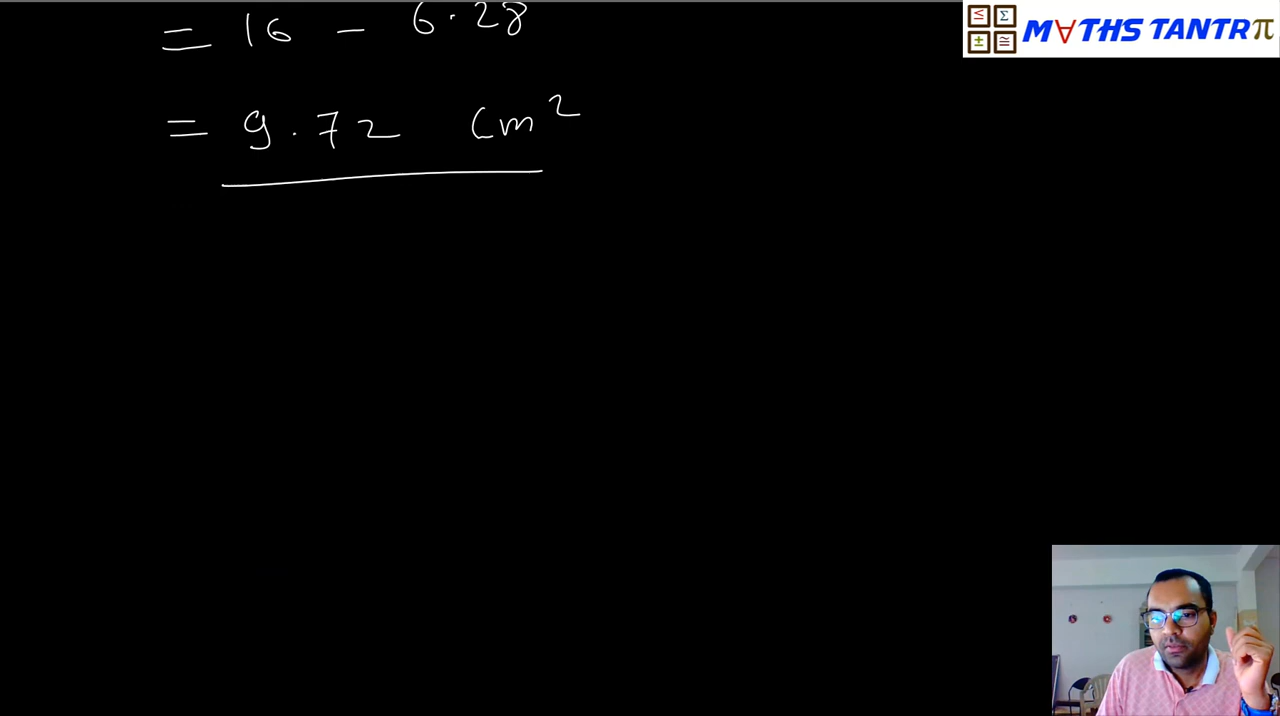 = 16 - 6.28
≤ Σ
± ≅
M∀THS TANTRπ
= 9.72 cm²